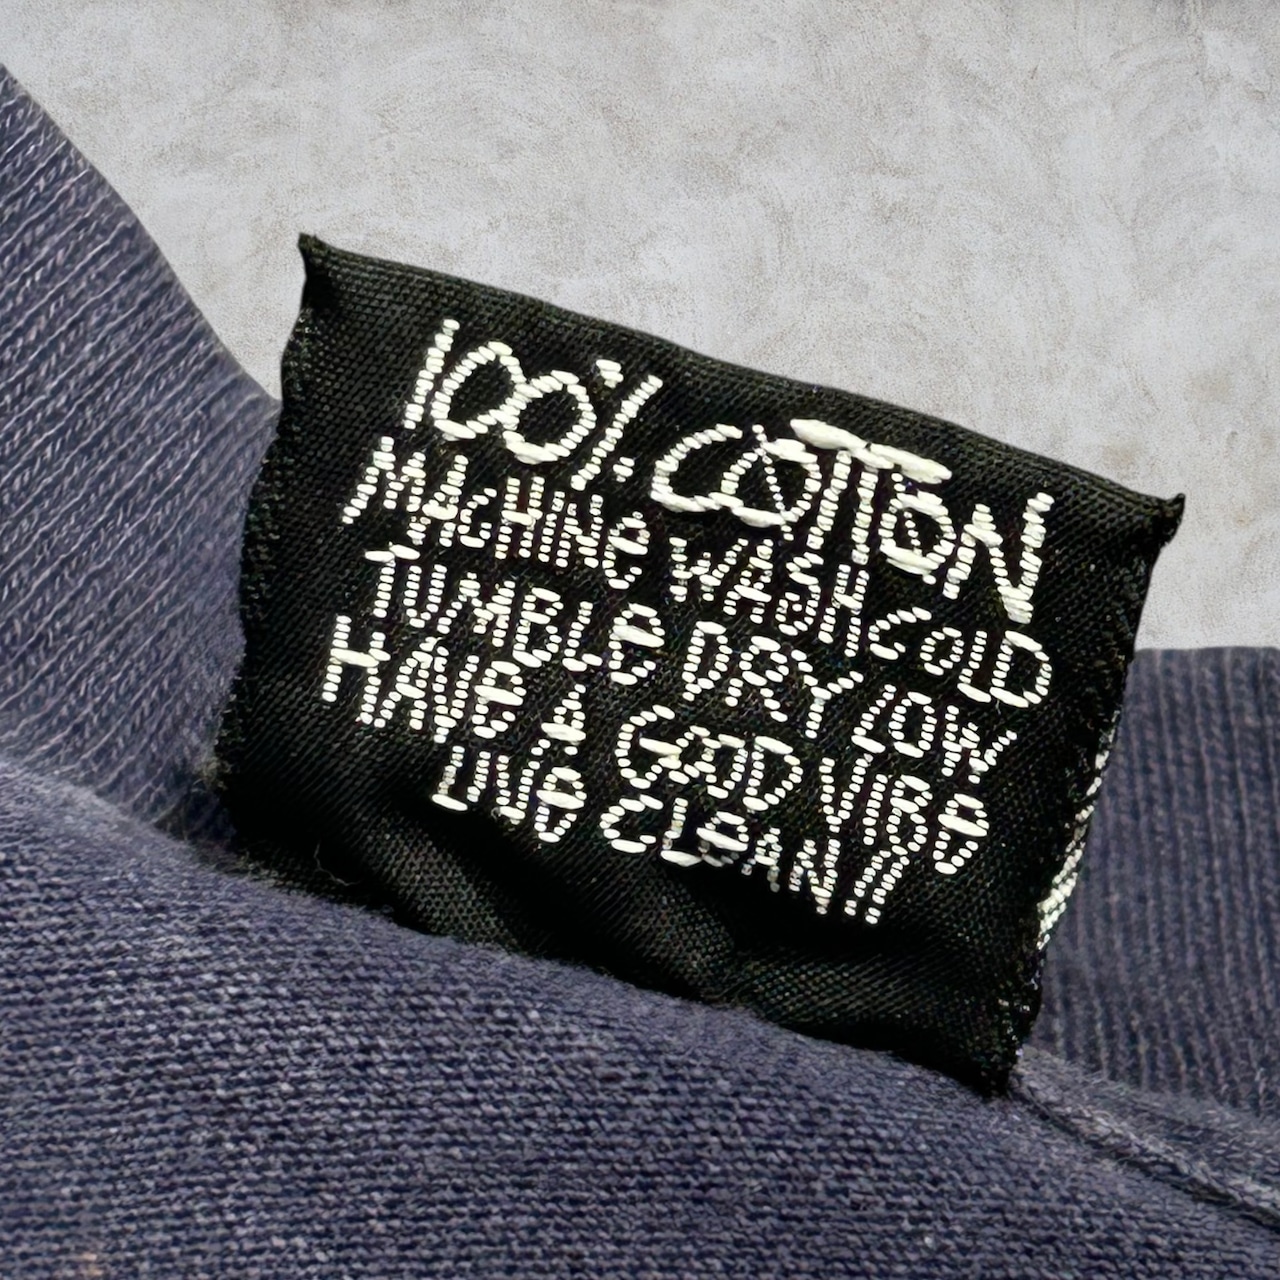 100% COTTON
MACHINE WASH COLD
TUMBLE DRY LOW
HAVE A GOOD VIBE
LIVE CLEAN!!